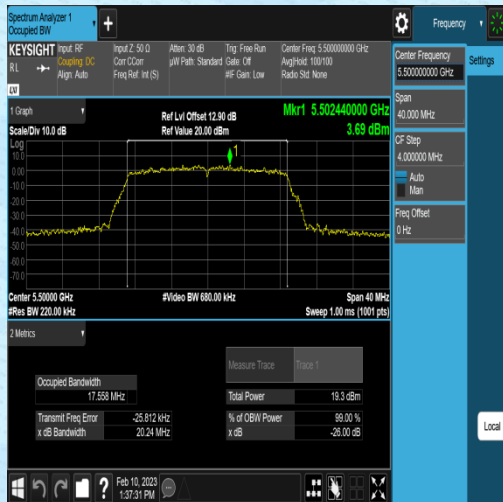 Spectrum Analyzer 1
Occupied BW
Frequency
KEYSIGHT
RL
Input: RF
Coupling: DC
Align: Auto
Input Z: 50 Ω
Corr CCorr
Freq Ref: Int (S)
Atten: 30 dB
µW Path: Standard
Trig: Free Run
Gate: Off
#IF Gain: Low
Center Freq: 5.500000000 GHz
Avg|Hold: 100/100
Radio Std: None
LXI
Center Frequency
5.500000000 GHz
Settings
Span
40.000 MHz
CF Step
4.000000 MHz
Auto
Man
Freq Offset
0 Hz
Local
1 Graph
Scale/Div 10.0 dB
Ref Lvl Offset 12.90 dB
Ref Value 20.00 dBm
Mkr1 5.502440000 GHz
3.69 dBm
Log
10.0
0.00
-10.0
-20.0
-30.0
-40.0
-50.0
-60.0
-70.0
1
Center 5.50000 GHz
#Res BW 220.00 kHz
#Video BW 680.00 kHz
Span 40 MHz
Sweep 1.00 ms (1001 pts)
2 Metrics
Measure Trace
Trace 1
Occupied Bandwidth
17.558 MHz
Total Power
19.3 dBm
Transmit Freq Error
-25.812 kHz
% of OBW Power
99.00 %
x dB Bandwidth
20.24 MHz
x dB
-26.00 dB
?
Feb 10, 2023
1:37:31 PM